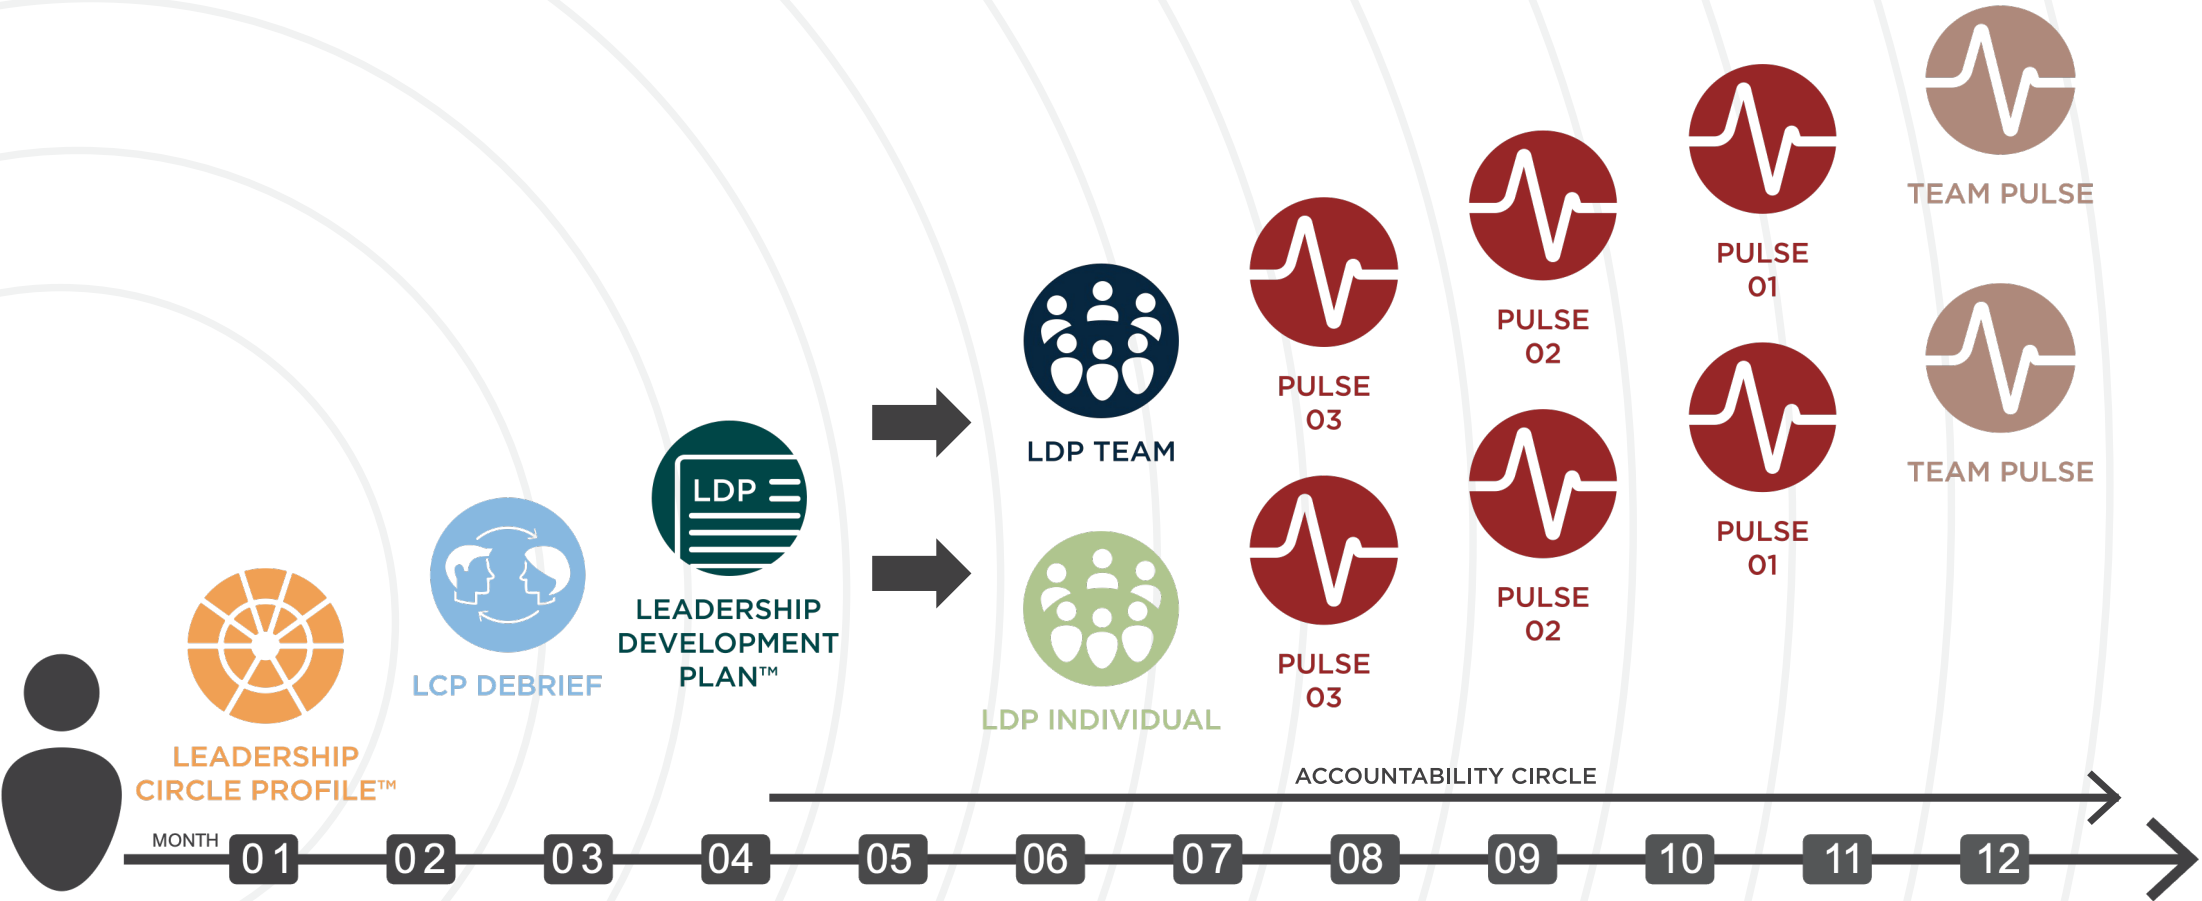 TEAM PULSE
PULSE
01
PULSE
02
PULSE
03
LDP TEAM
TEAM PULSE
PULSE
01
PULSE
02
PULSE
03
LDP INDIVIDUAL
LDP
LEADERSHIP
DEVELOPMENT
PLAN™
LCP DEBRIEF
LEADERSHIP
CIRCLE PROFILE™
ACCOUNTABILITY CIRCLE
MONTH 01 02 03 04 05 06 07 08 09 10 11 12